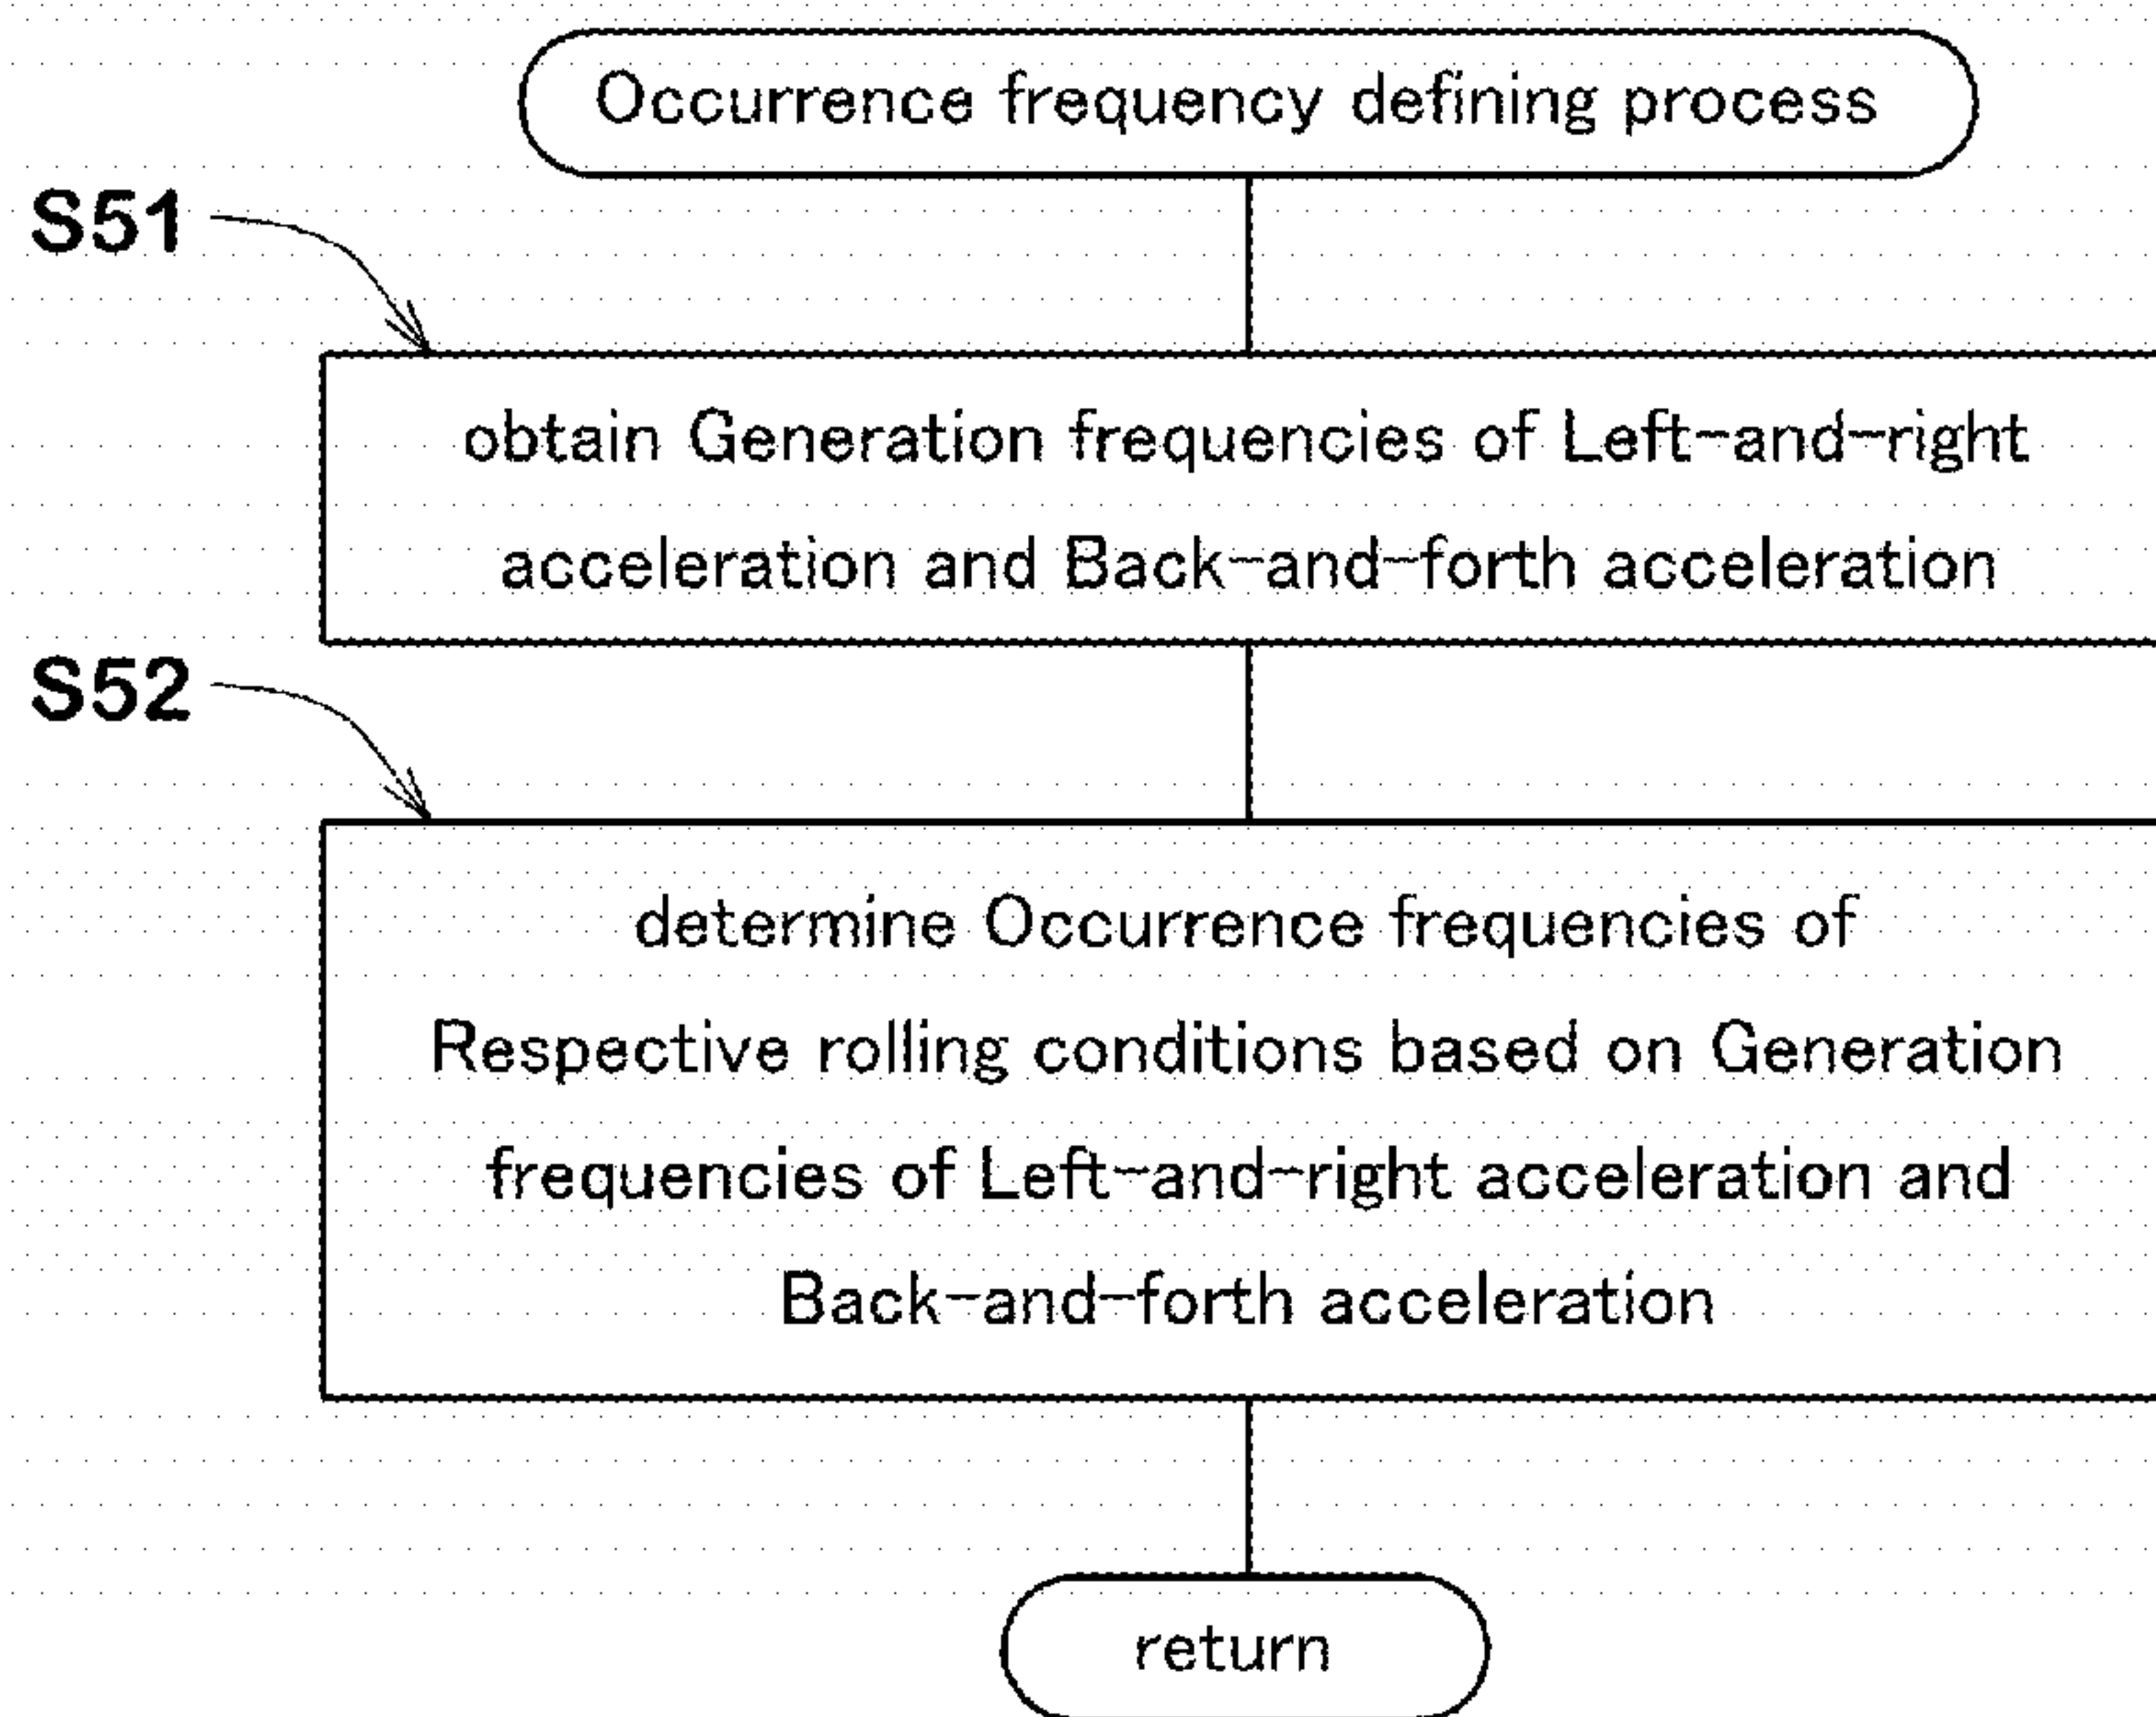 Occurrence frequency defining process
S51
obtain Generation frequencies of Left-and-right
acceleration and Back-and-forth acceleration
S52
determine Occurrence frequencies of
Respective rolling conditions based on Generation
frequencies of Left-and-right acceleration and
Back-and-forth acceleration
return